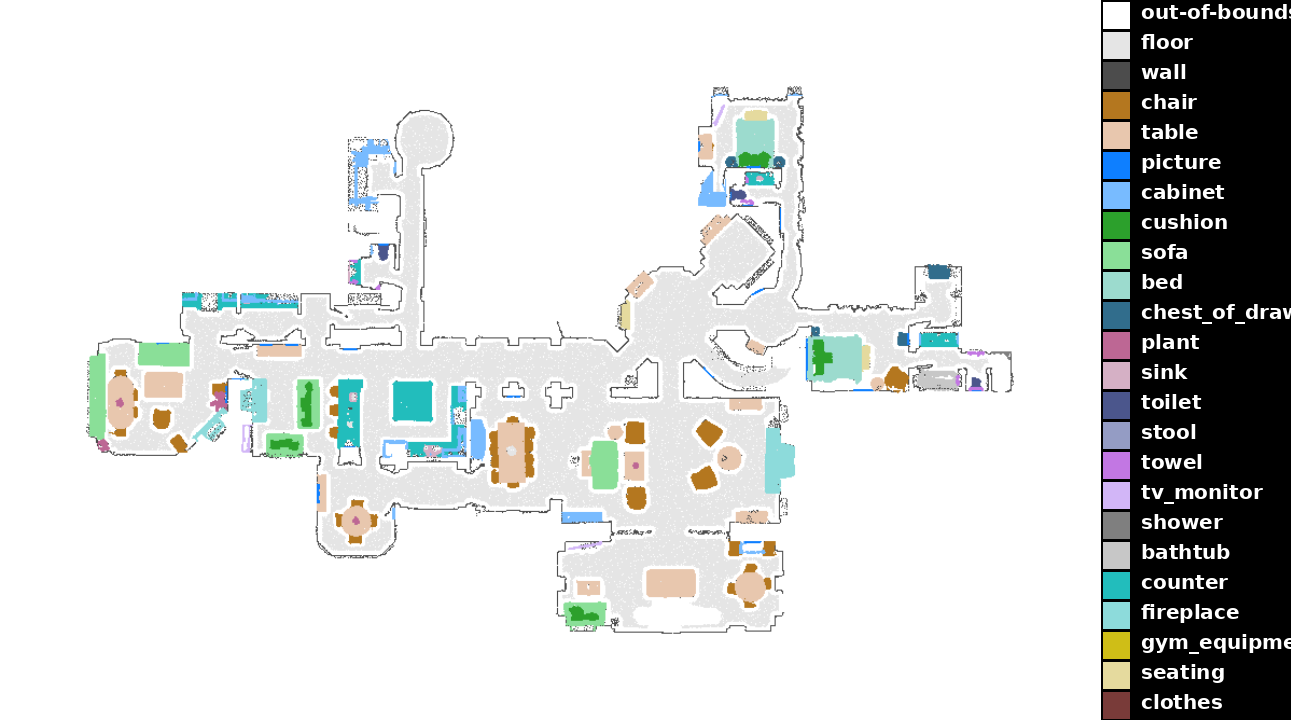 out-of-bounds
floor
wall
chair
table
picture
cabinet
cushion
sofa
bed
chest_of_draw
plant
sink
toilet
stool
towel
tv_monitor
shower
bathtub
counter
fireplace
gym_equipme
seating
clothes